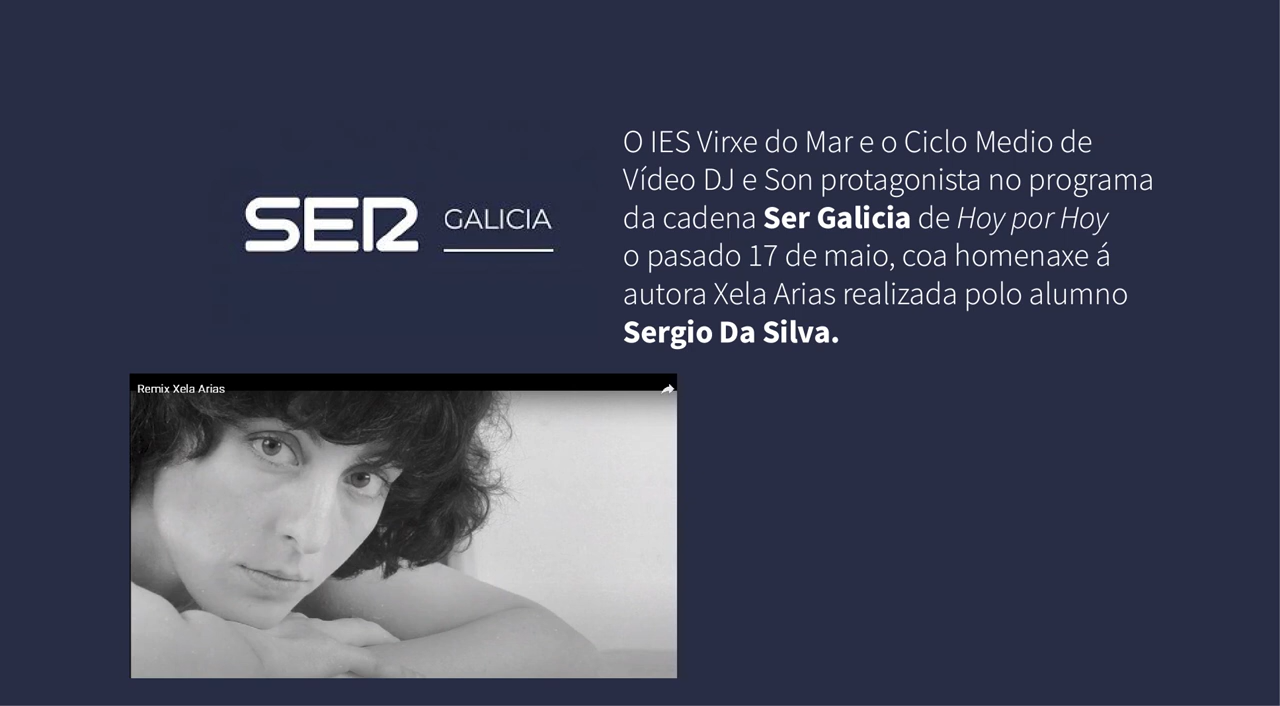 SER GALICIA
O IES Virxe do Mar e o Ciclo Medio de
Vídeo DJ e Son protagonista no programa
da cadena Ser Galicia de Hoy por Hoy
o pasado 17 de maio, coa homenaxe á
autora Xela Arias realizada polo alumno
Sergio Da Silva.
Remix Xela Arias